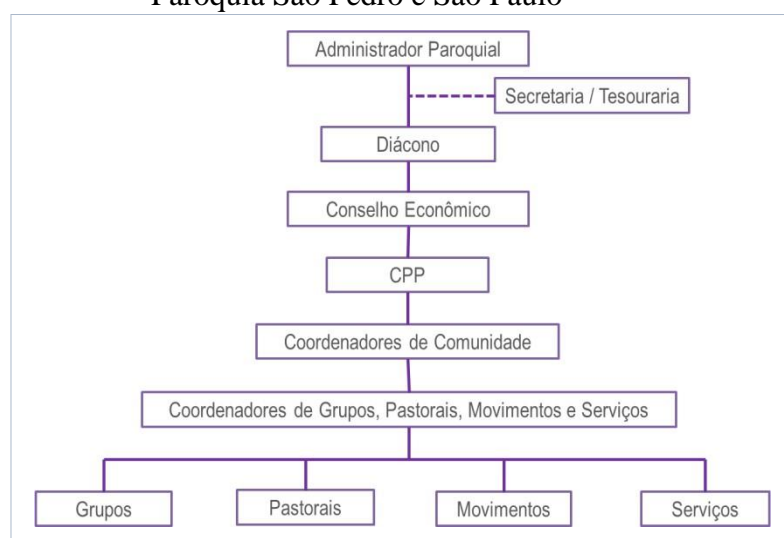 Paróquia São Pedro e São Paulo
Administrador Paroquial
Secretaria / Tesouraria
Diácono
Conselho Econômico
CPP
Coordenadores de Comunidade
Coordenadores de Grupos, Pastorais, Movimentos e Serviços
Grupos
Pastorais
Movimentos
Serviços